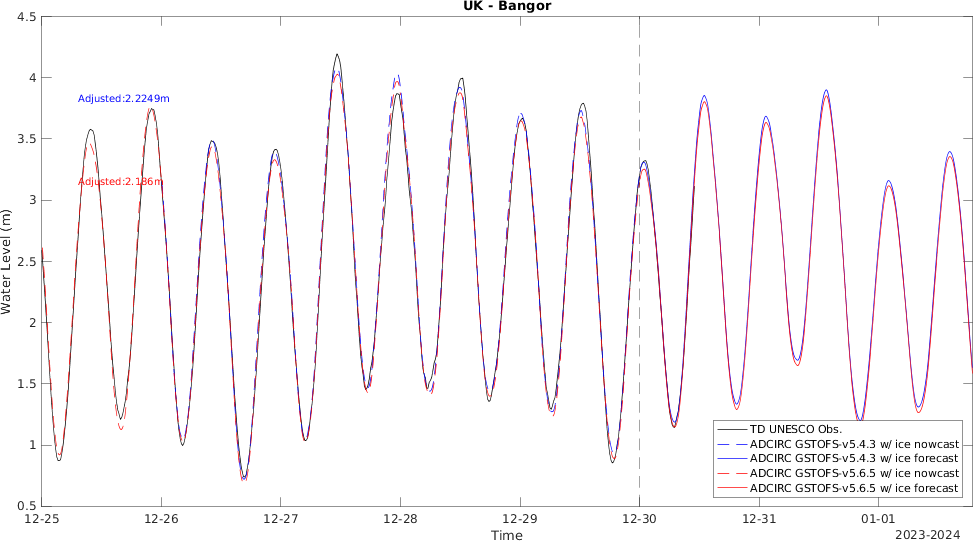 UK - Bangor
4.5
4
3.5
3
2.5
2
1.5
1
0.5
Water Level (m)
Adjusted:2.2249m
Adjusted:2.186m
TD UNESCO Obs.
ADCIRC GSTOFS-v5.4.3 w/ ice nowcast
ADCIRC GSTOFS-v5.4.3 w/ ice forecast
ADCIRC GSTOFS-v5.6.5 w/ ice nowcast
ADCIRC GSTOFS-v5.6.5 w/ ice forecast
12-25 12-26 12-27 12-28 12-29 12-30 12-31 01-01
Time
2023-2024